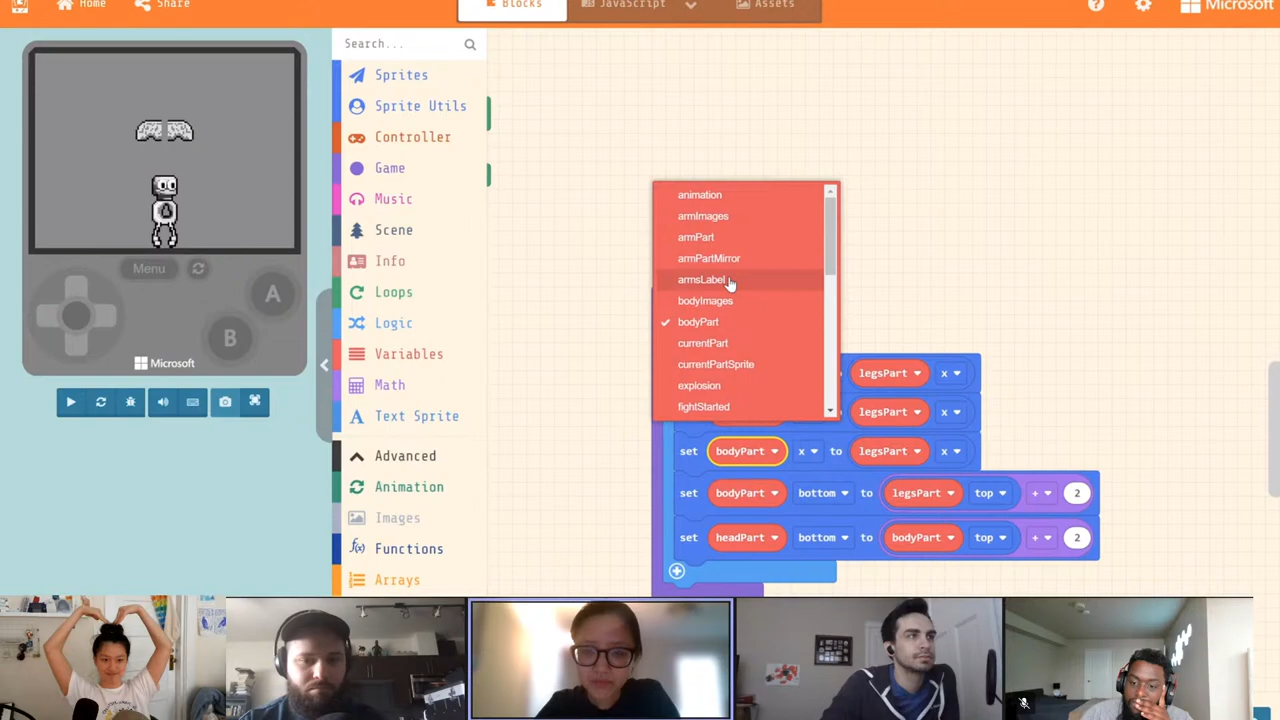 Home
Share
Blocks
JavaScript
Assets
Microsoft
Menu
A
B
Microsoft
Search...
Sprites
Sprite Utils
Controller
Game
Music
Scene
Info
Loops
Logic
Variables
Math
Text Sprite
Advanced
Animation
Images
Functions
Arrays
animation
armImages
armPart
armPartMirror
armsLabel
bodyImages
bodyPart
currentPart
currentPartSprite
explosion
fightStarted
legsPart x
legsPart x
set bodyPart x to legsPart x
set bodyPart bottom to legsPart top + 2
set headPart bottom to bodyPart top + 2